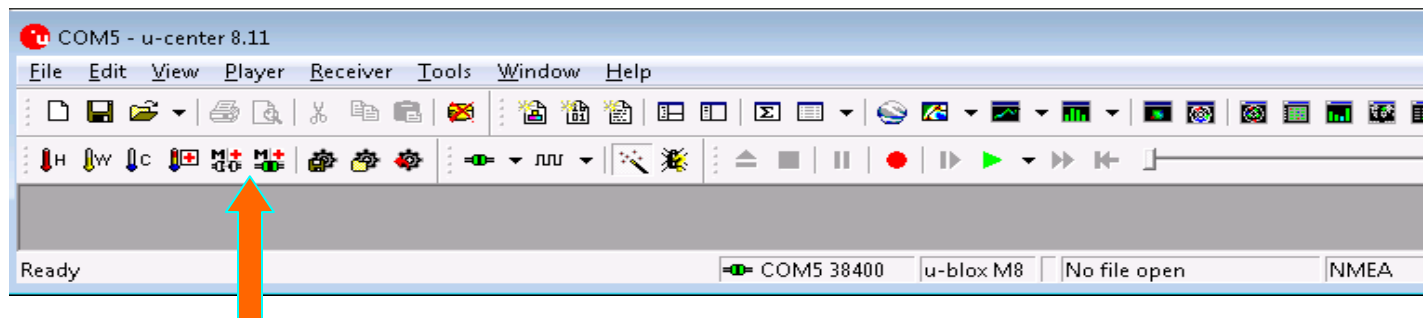 COM5 - u-center 8.11
File Edit View Player Receiver Tools Window Help
H W C
Ready COM5 38400 u-blox M8 No file open NMEA